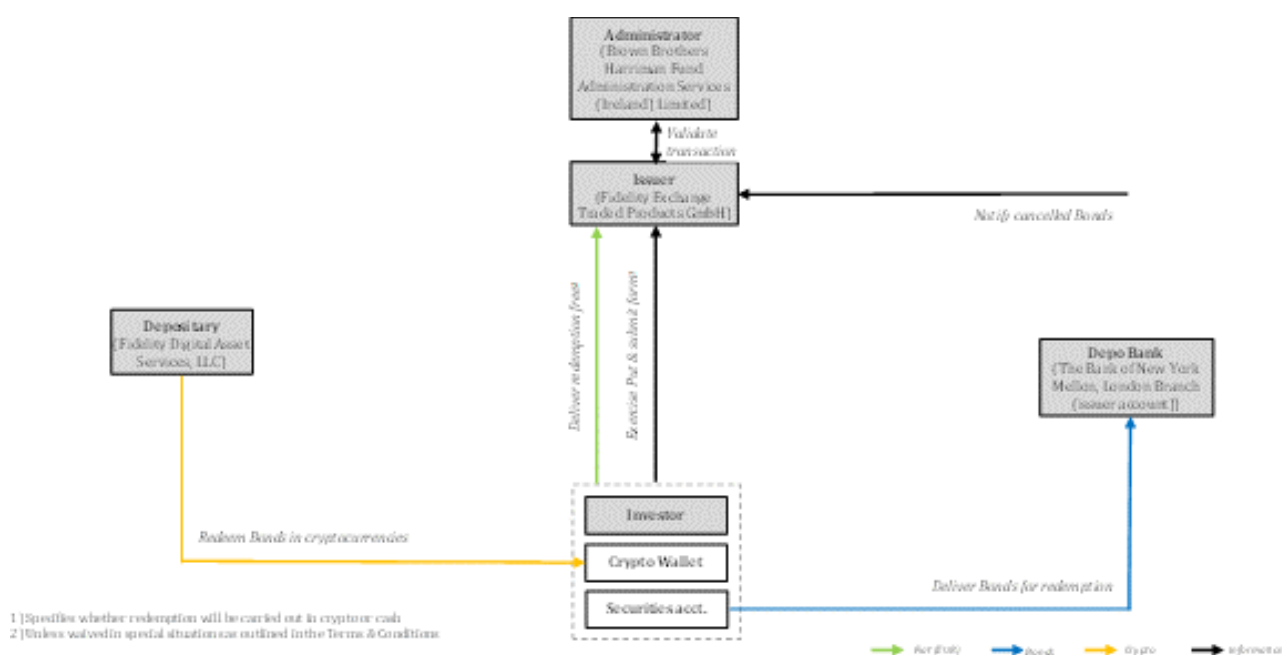 Administrator
(Brown Brothers
Harriman Fund
Administration Services
(Ireland) Limited)
Validate
transaction
Issuer
(Fidelity Exchange
Traded Products GmbH)
Notify cancelled Bonds
Deliver redemption fees²
Exercise Put & submit form¹
Depositary
(Fidelity Digital Asset
Services, LLC)
Depo Bank
(The Bank of New York
Mellon, London Branch
(issuer account))
Investor
Redeem Bonds in cryptocurrencies
Crypto Wallet
Deliver Bonds for redemption
Securities acct.
1) Specifies whether redemption will be carried out in crypto or cash
2) Unless waived in special situations as outlined in the Terms & Conditions
Bonds
Crypto
Information